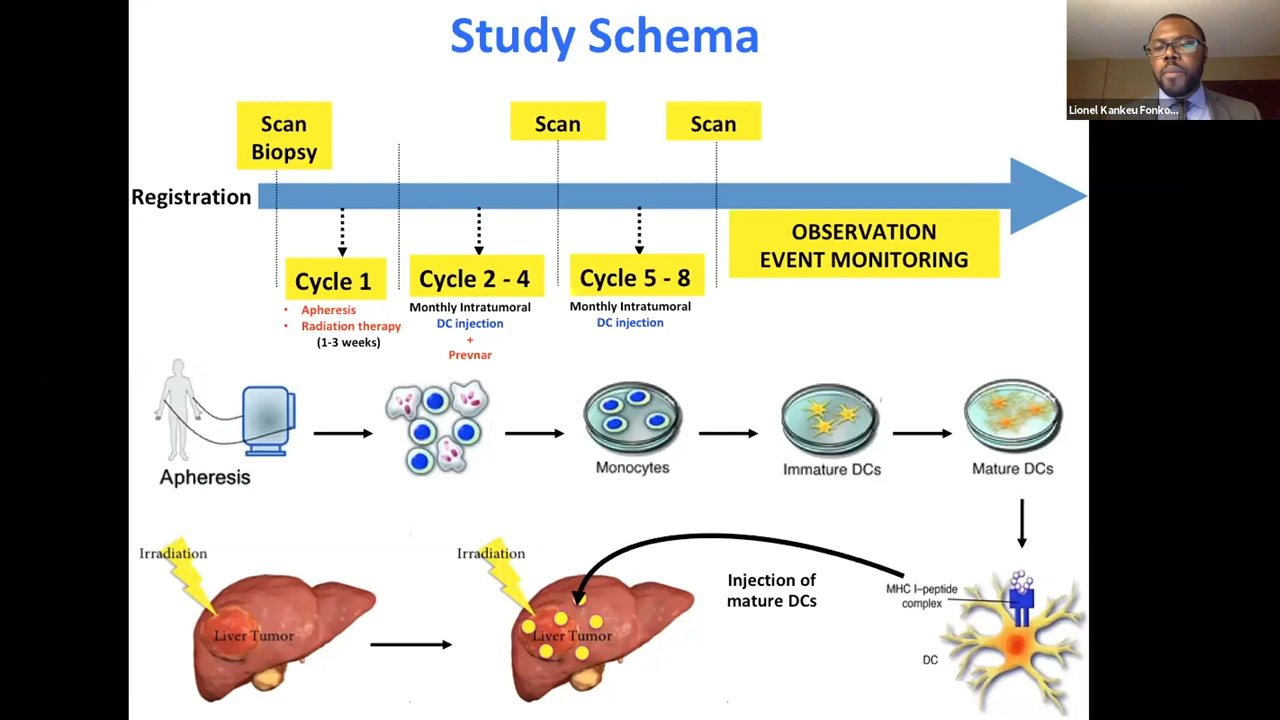 Study Schema
Lionel Kankeu Fonko...
Scan
Biopsy
Scan
Scan
Registration
OBSERVATION
EVENT MONITORING
Cycle 1
• Apheresis
• Radiation therapy
(1-3 weeks)
Cycle 2 - 4
Monthly Intratumoral
DC injection
+
Prevnar
Cycle 5 - 8
Monthly Intratumoral
DC injection
Apheresis
Monocytes
Immature DCs
Mature DCs
Irradiation
Liver Tumor
Irradiation
Liver Tumor
Injection of
mature DCs
MHC I–peptide
complex
DC